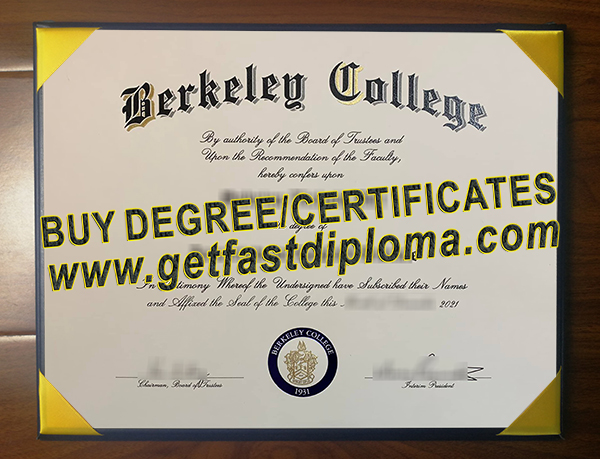 Berkeley College
By authority of the Board of Trustees and
Upon the Recommendation of the Faculty,
hereby confers upon
BUY DEGREE/CERTIFICATES
degree of
www.getfastdiploma.com
In Testimony Whereof the Undersigned have Subscribed their Names
and Affixed the Seal of the College this 2021
BERKELEY COLLEGE
1931
Chairman, Board of Trustees
Interim President